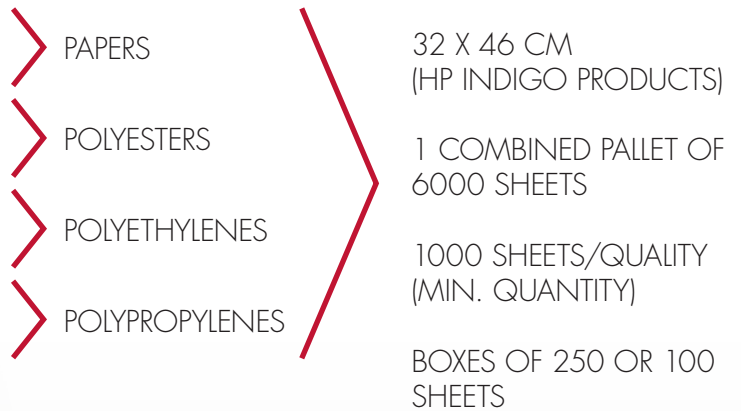 PAPERS
POLYESTERS
POLYETHYLENES
POLYPROPYLENES
32 X 46 CM
(HP INDIGO PRODUCTS)
1 COMBINED PALLET OF
6000 SHEETS
1000 SHEETS/QUALITY
(MIN. QUANTITY)
BOXES OF 250 OR 100
SHEETS